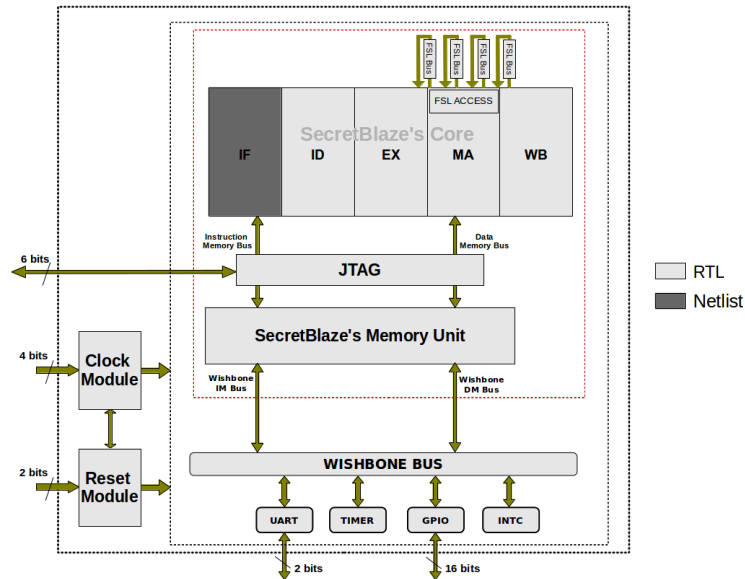 FSL Bus
FSL Bus
FSL Bus
FSL Bus
FSL ACCESS
SecretBlaze's Core
IF
ID
EX
MA
WB
Instruction
Memory Bus
Data
Memory Bus
6 bits
JTAG
RTL
Netlist
SecretBlaze's Memory Unit
4 bits
Clock
Module
Wishbone
IM Bus
Wishbone
DM Bus
2 bits
Reset
Module
WISHBONE BUS
UART
TIMER
GPIO
INTC
2 bits
16 bits